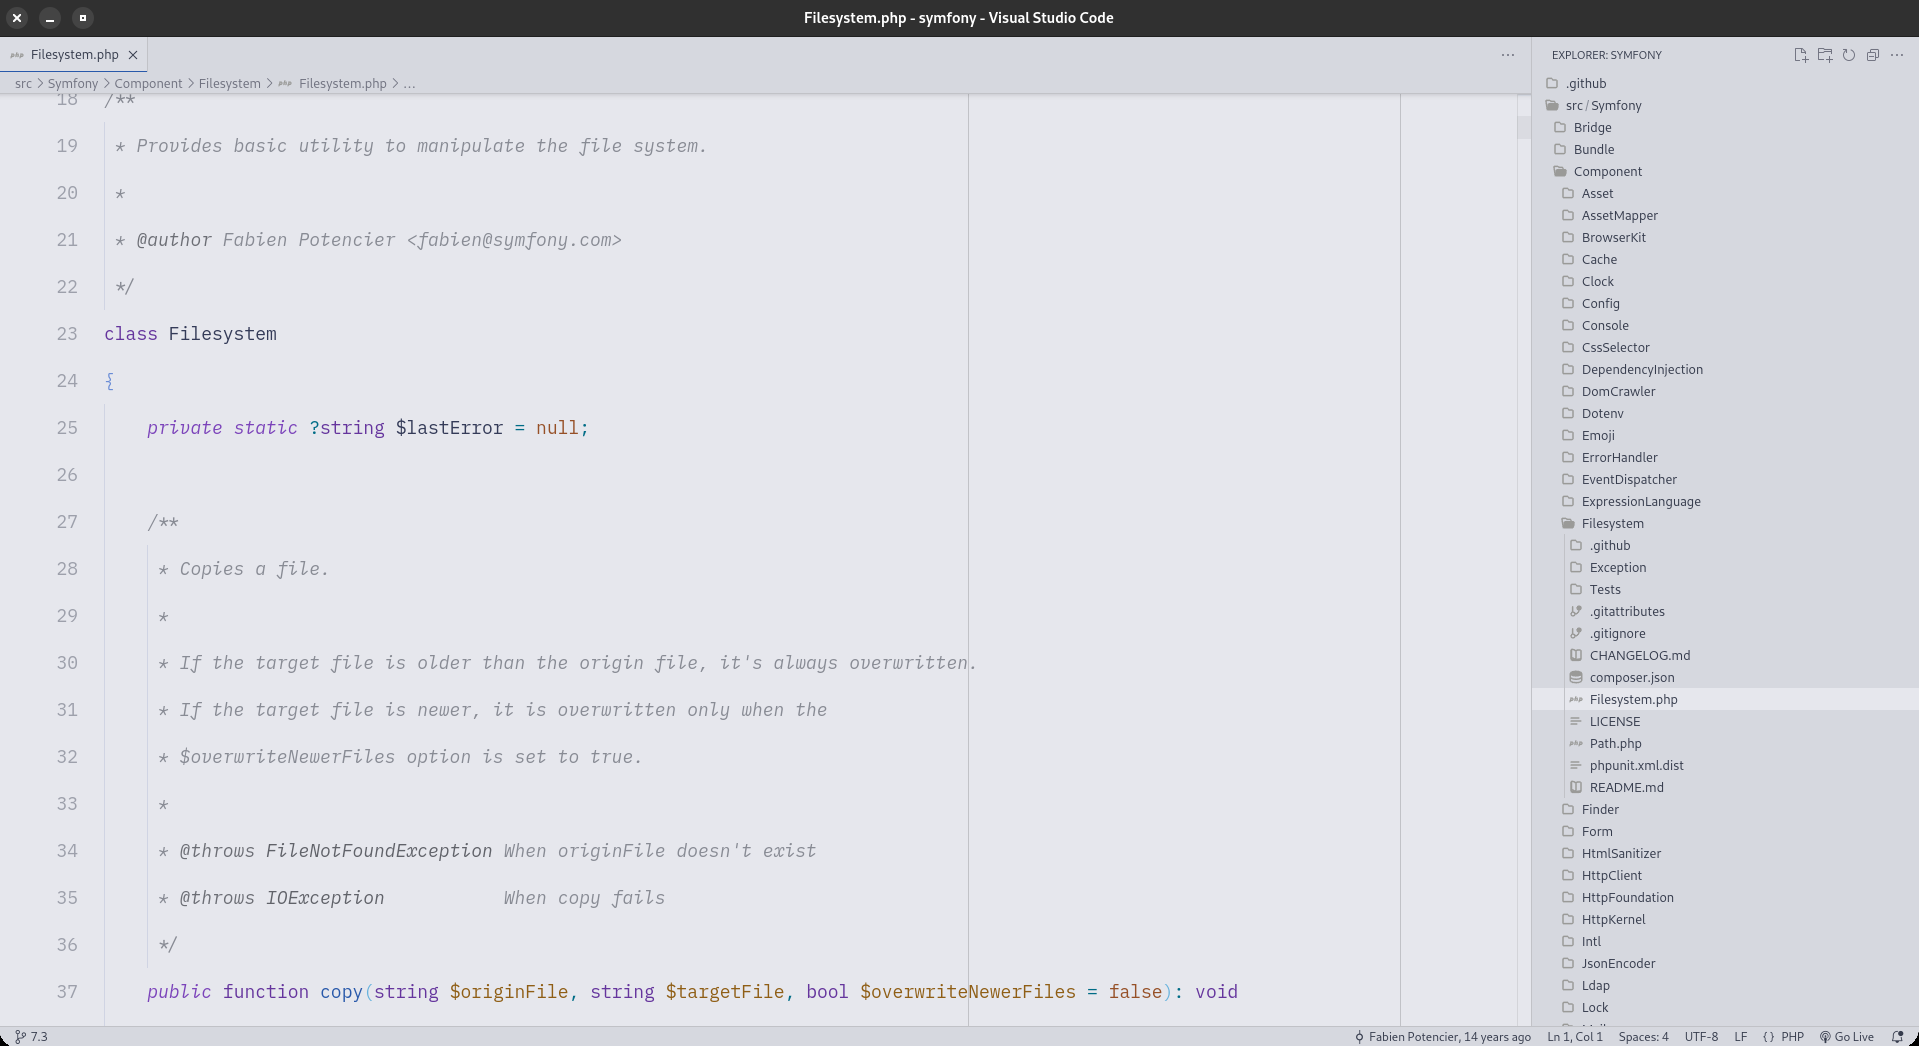 Filesystem.php - symfony - Visual Studio Code
php Filesystem.php
src > Symfony > Component > Filesystem > php Filesystem.php > ...
18 /**
19 * Provides basic utility to manipulate the file system.
20 *
21 * @author Fabien Potencier <fabien@symfony.com>
22 */
23 class Filesystem
24 {
25 private static ?string $lastError = null;
26
27 /**
28 * Copies a file.
29 *
30 * If the target file is older than the origin file, it's always overwritten.
31 * If the target file is newer, it is overwritten only when the
32 * $overwriteNewerFiles option is set to true.
33 *
34 * @throws FileNotFoundException When originFile doesn't exist
35 * @throws IOException When copy fails
36 */
37 public function copy(string $originFile, string $targetFile, bool $overwriteNewerFiles = false): void
EXPLORER: SYMFONY
.github
src / Symfony
Bridge
Bundle
Component
Asset
AssetMapper
BrowserKit
Cache
Clock
Config
Console
CssSelector
DependencyInjection
DomCrawler
Dotenv
Emoji
ErrorHandler
EventDispatcher
ExpressionLanguage
Filesystem
.github
Exception
Tests
.gitattributes
.gitignore
CHANGELOG.md
composer.json
php Filesystem.php
LICENSE
php Path.php
phpunit.xml.dist
README.md
Finder
Form
HtmlSanitizer
HttpClient
HttpFoundation
HttpKernel
Intl
JsonEncoder
Ldap
Lock
7.3
Fabien Potencier, 14 years ago Ln 1, Col 1 Spaces: 4 UTF-8 LF {} PHP Go Live